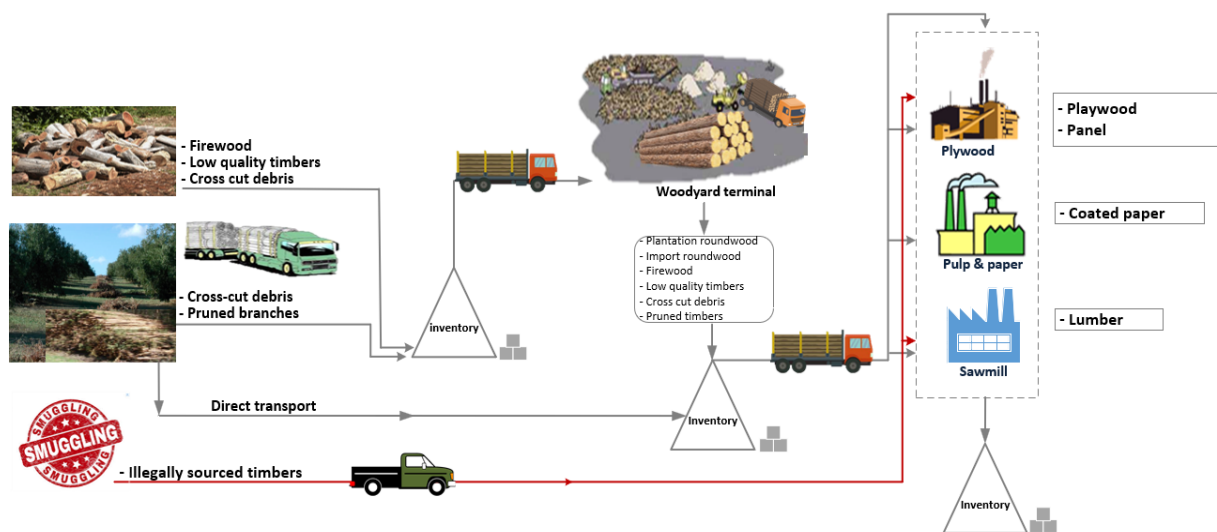 - Firewood
- Low quality timbers
- Cross cut debris
- Cross-cut debris
- Pruned branches
inventory
Woodyard terminal
- Plantation roundwood
- Import roundwood
- Firewood
- Low quality timbers
- Cross cut debris
- Pruned timbers
Direct transport
Inventory
SMUGGLING
SMUGGLING
SMUGGLING
- Illegally sourced timbers
Plywood
- Playwood
- Panel
Pulp & paper
- Coated paper
Sawmill
- Lumber
Inventory